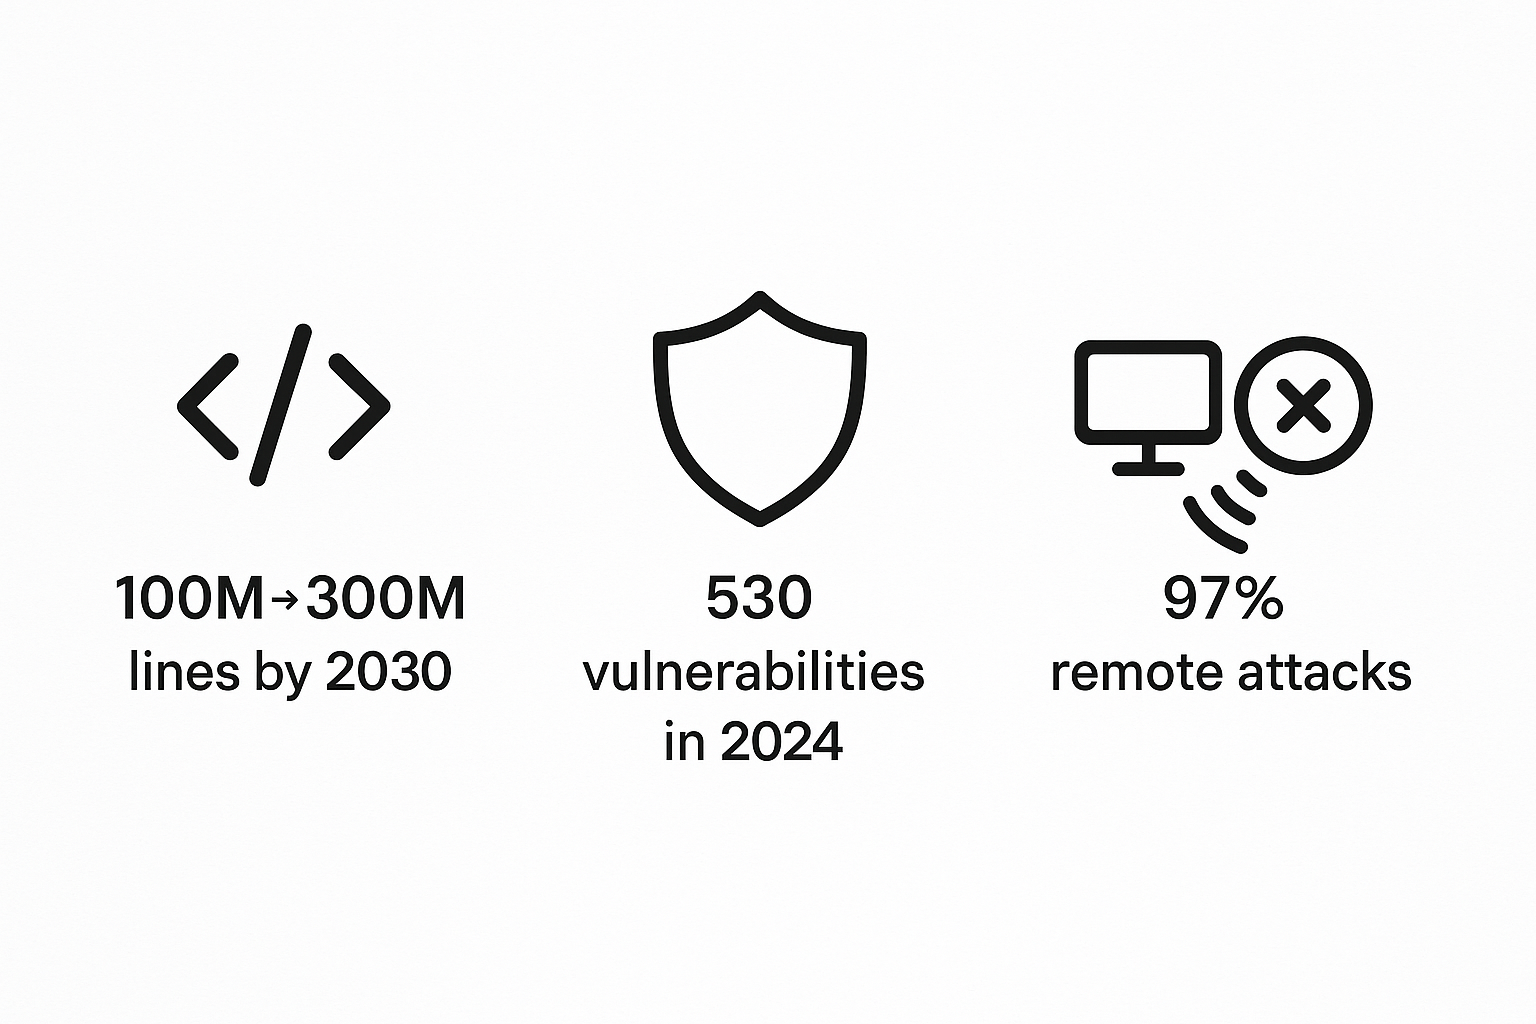 100M→300M
lines by 2030
530
vulnerabilities
in 2024
97%
remote attacks